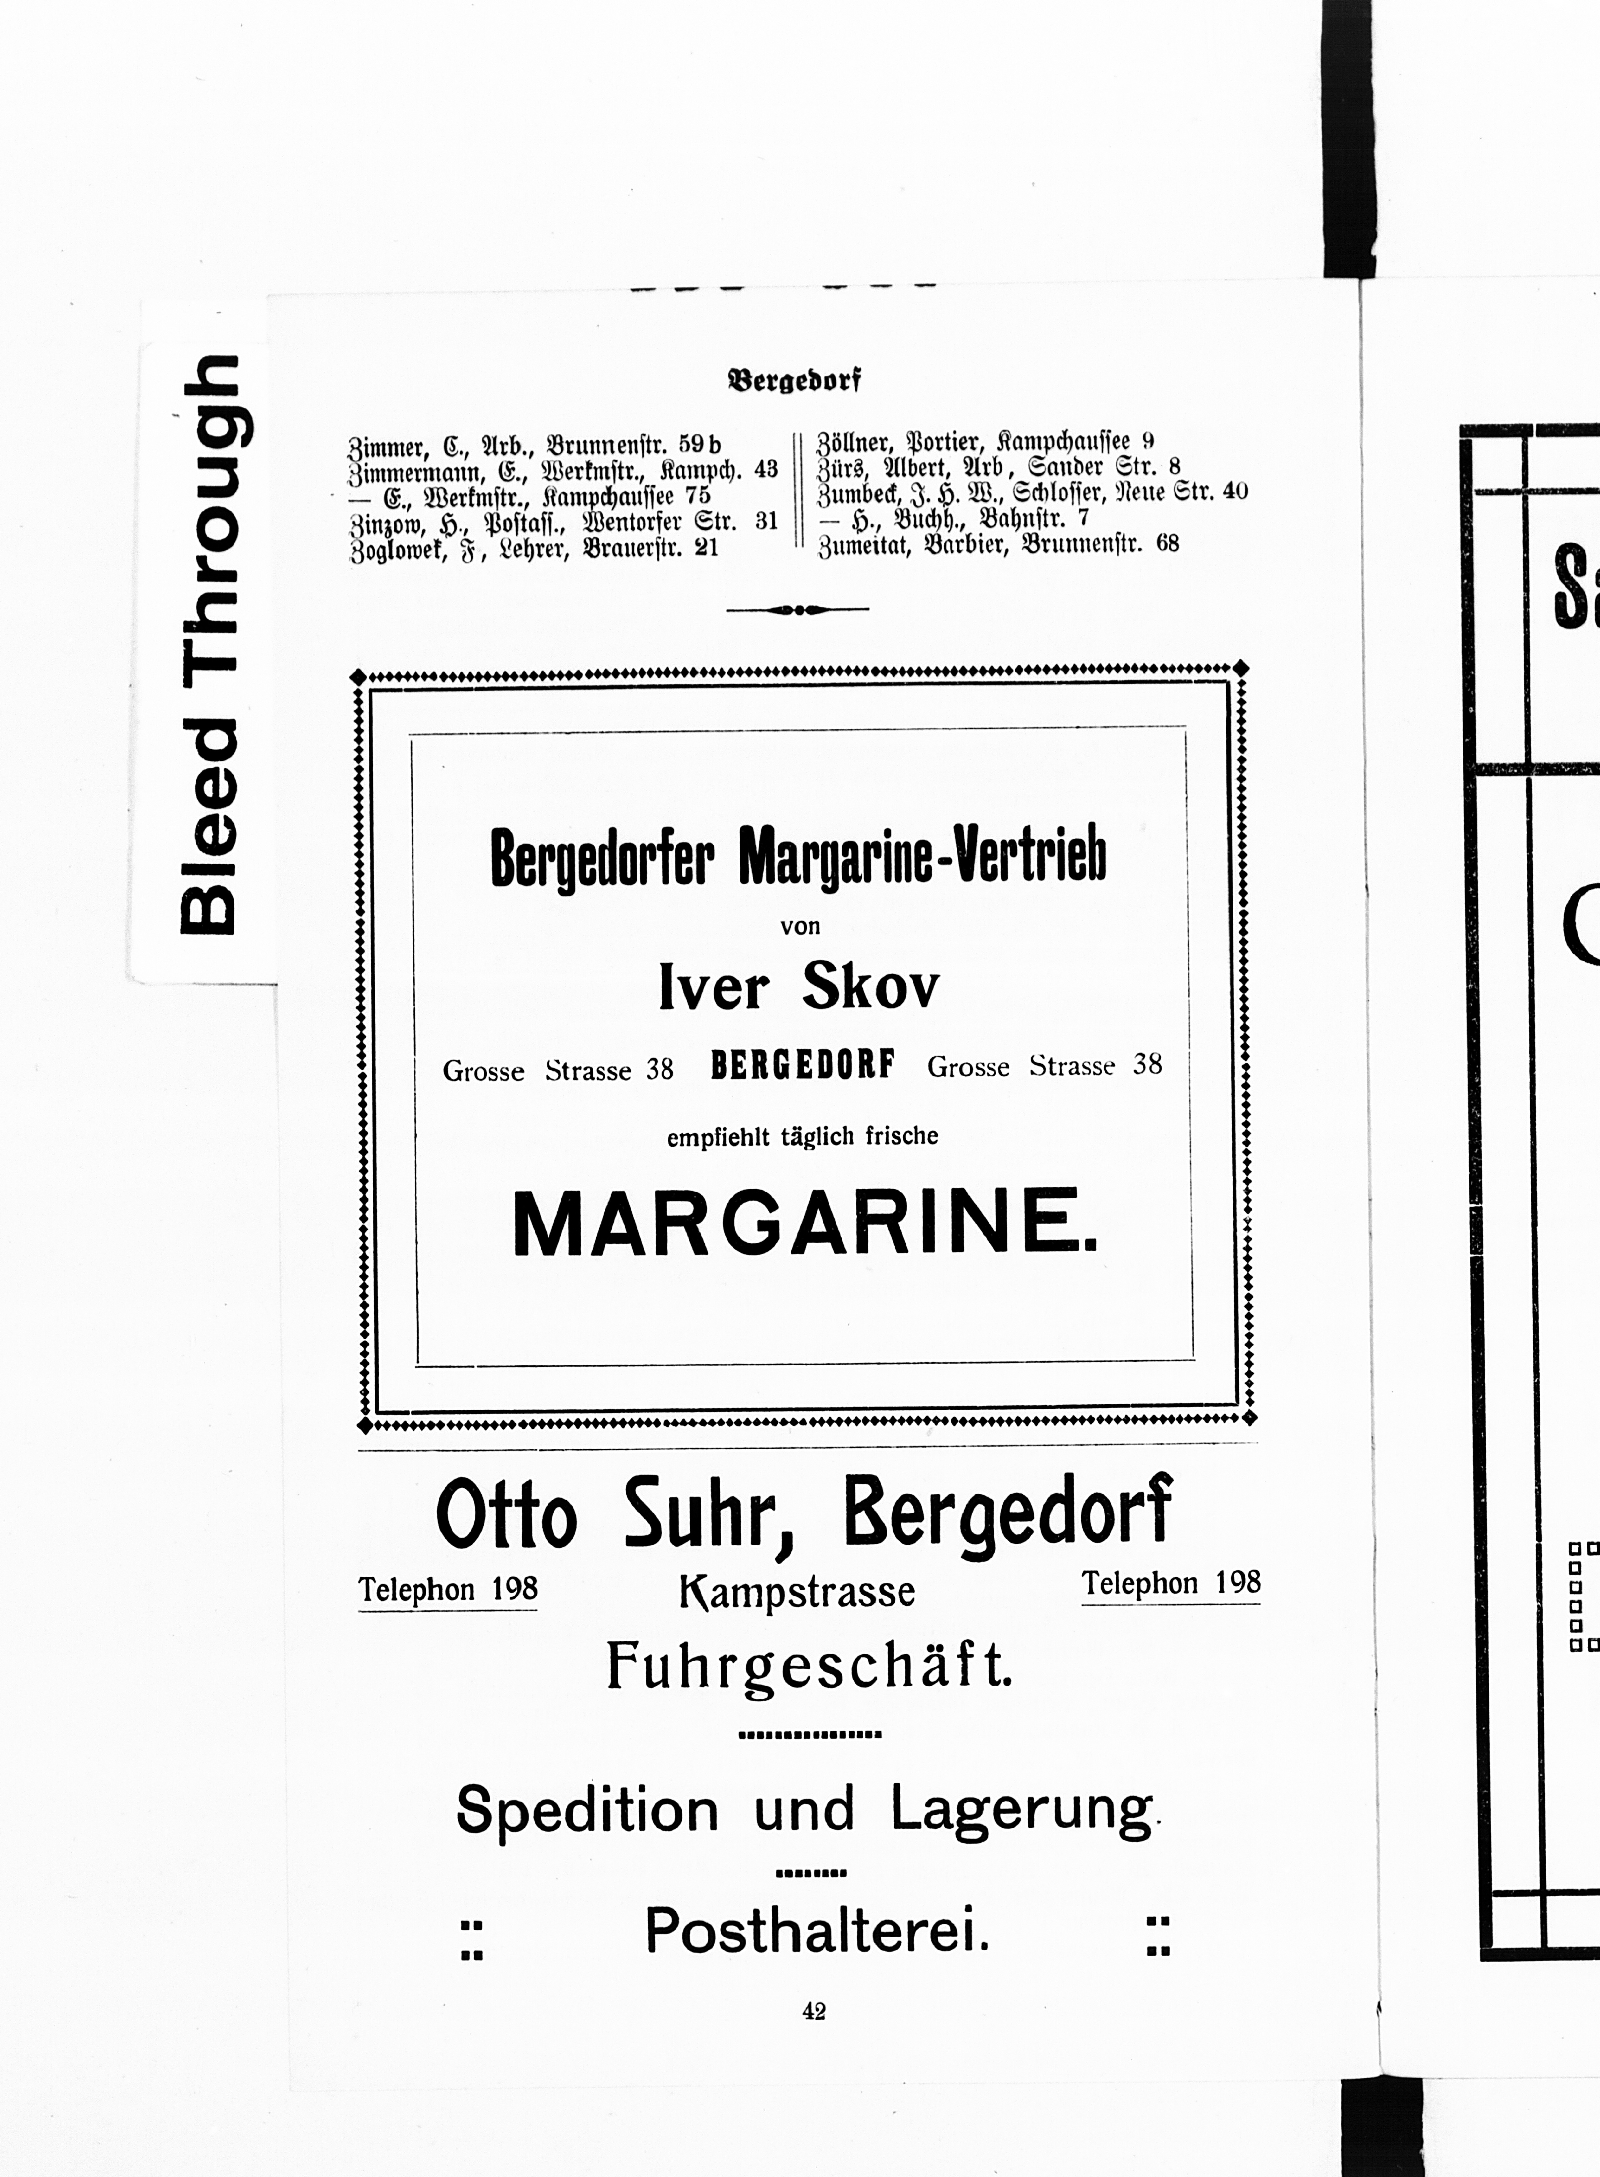 Bleed Through
Bergedorf
Zimmer, C., Arb., Brunnenstr. 59b
Zimmermann, E., Werkmstr., Kampch. 43
— E., Werkmstr., Kampchaussee 75
Zinzow, H., Postass., Wentorfer Str. 31
Zoglowek, F, Lehrer, Brauerstr. 21
Zöllner, Portier, Kampchaussee 9
Zürs, Albert, Arb, Sander Str. 8
Zumbeck, J. H. W., Schlosser, Neue Str. 40
— H., Buchh., Bahnstr. 7
Zumeitat, Barbier, Brunnenstr. 68
Bergedorfer Margarine-Vertrieb
von
Iver Skov
Grosse Strasse 38 BERGEDORF Grosse Strasse 38
empfiehlt täglich frische
MARGARINE.
Otto Suhr, Bergedorf
Telephon 198 Kampstrasse Telephon 198
Fuhrgeschäft.
Spedition und Lagerung.
Posthalterei.
42